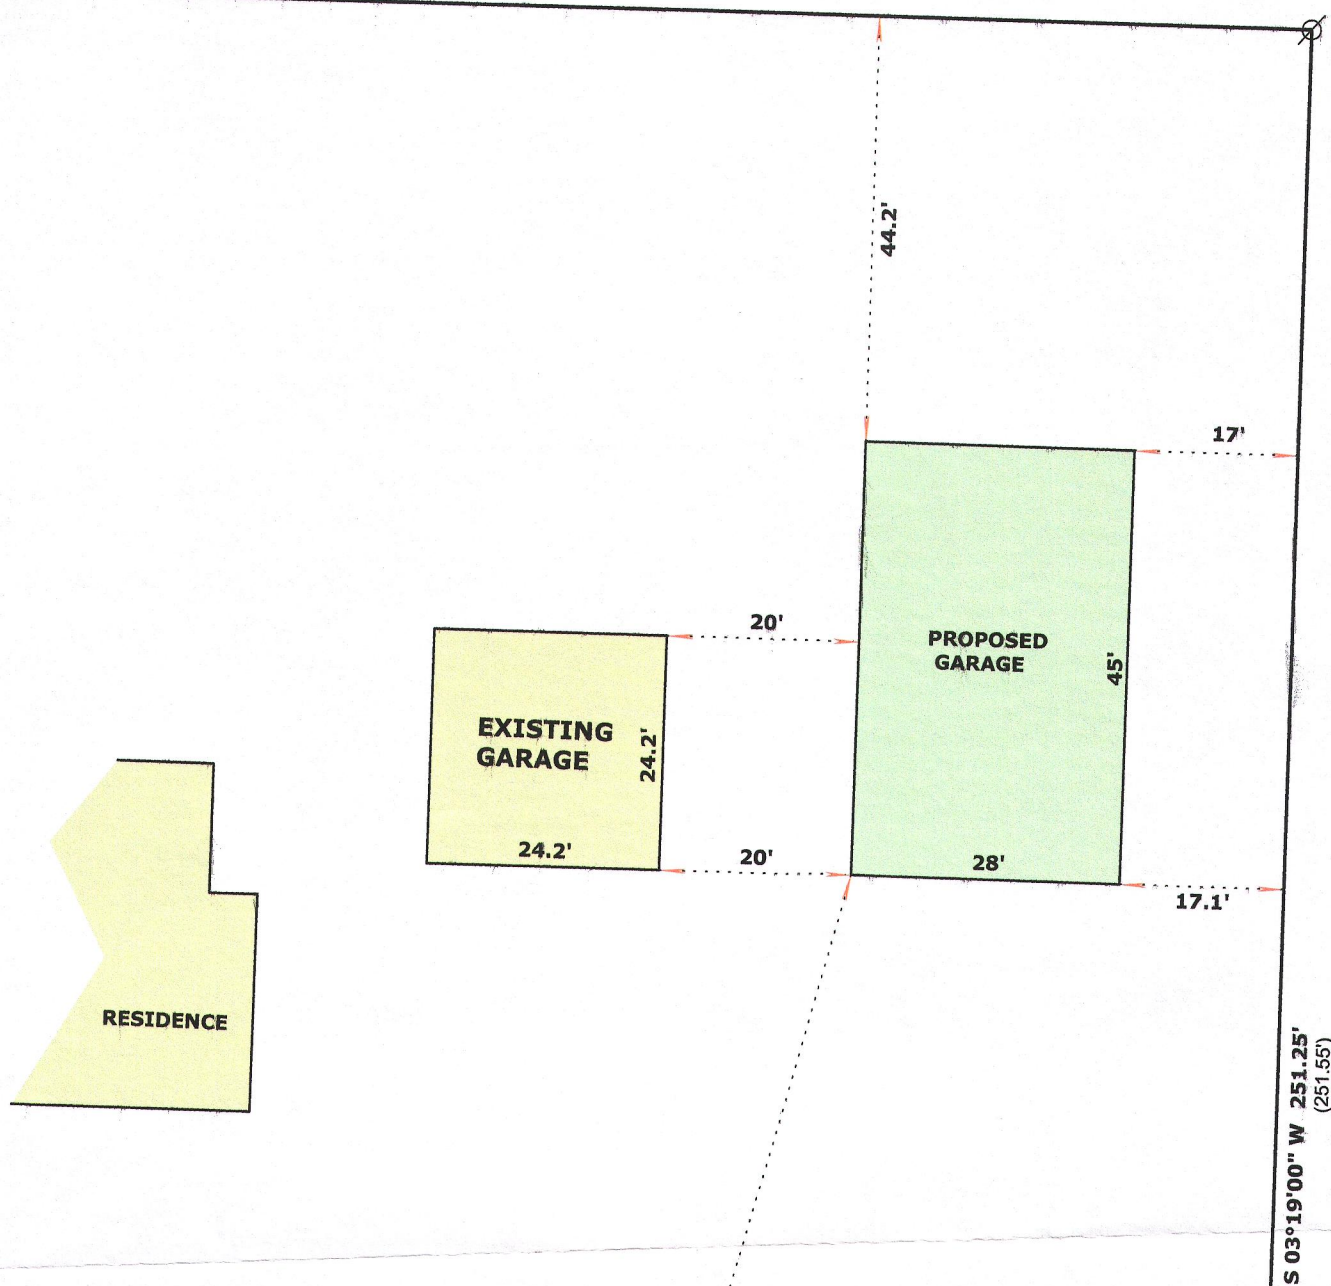 44.2'
17'
20'
PROPOSED
GARAGE
45'
EXISTING
GARAGE
24.2'
24.2'
20'
28'
17.1'
RESIDENCE
S 03°19'00" W 251.25'
(251.55')